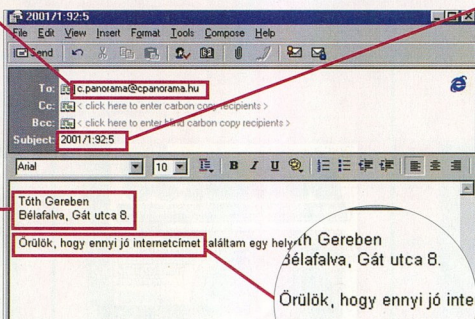 2001/1:92:5
File Edit View Insert Format Tools Compose Help
Send
To: c.panorama@cpanorama.hu
Cc: < click here to enter carbon copy recipients >
Bcc: < click here to enter blind carbon copy recipients >
Subject: 2001/1:92:5
Arial 10 B I U
Tóth Gereben
Bélafalva, Gát utca 8.
Örülök, hogy ennyi jó internetcímet találtam egy hely
th Gereben
Bélafalva, Gát utca 8.
Örülök, hogy ennyi jó inte